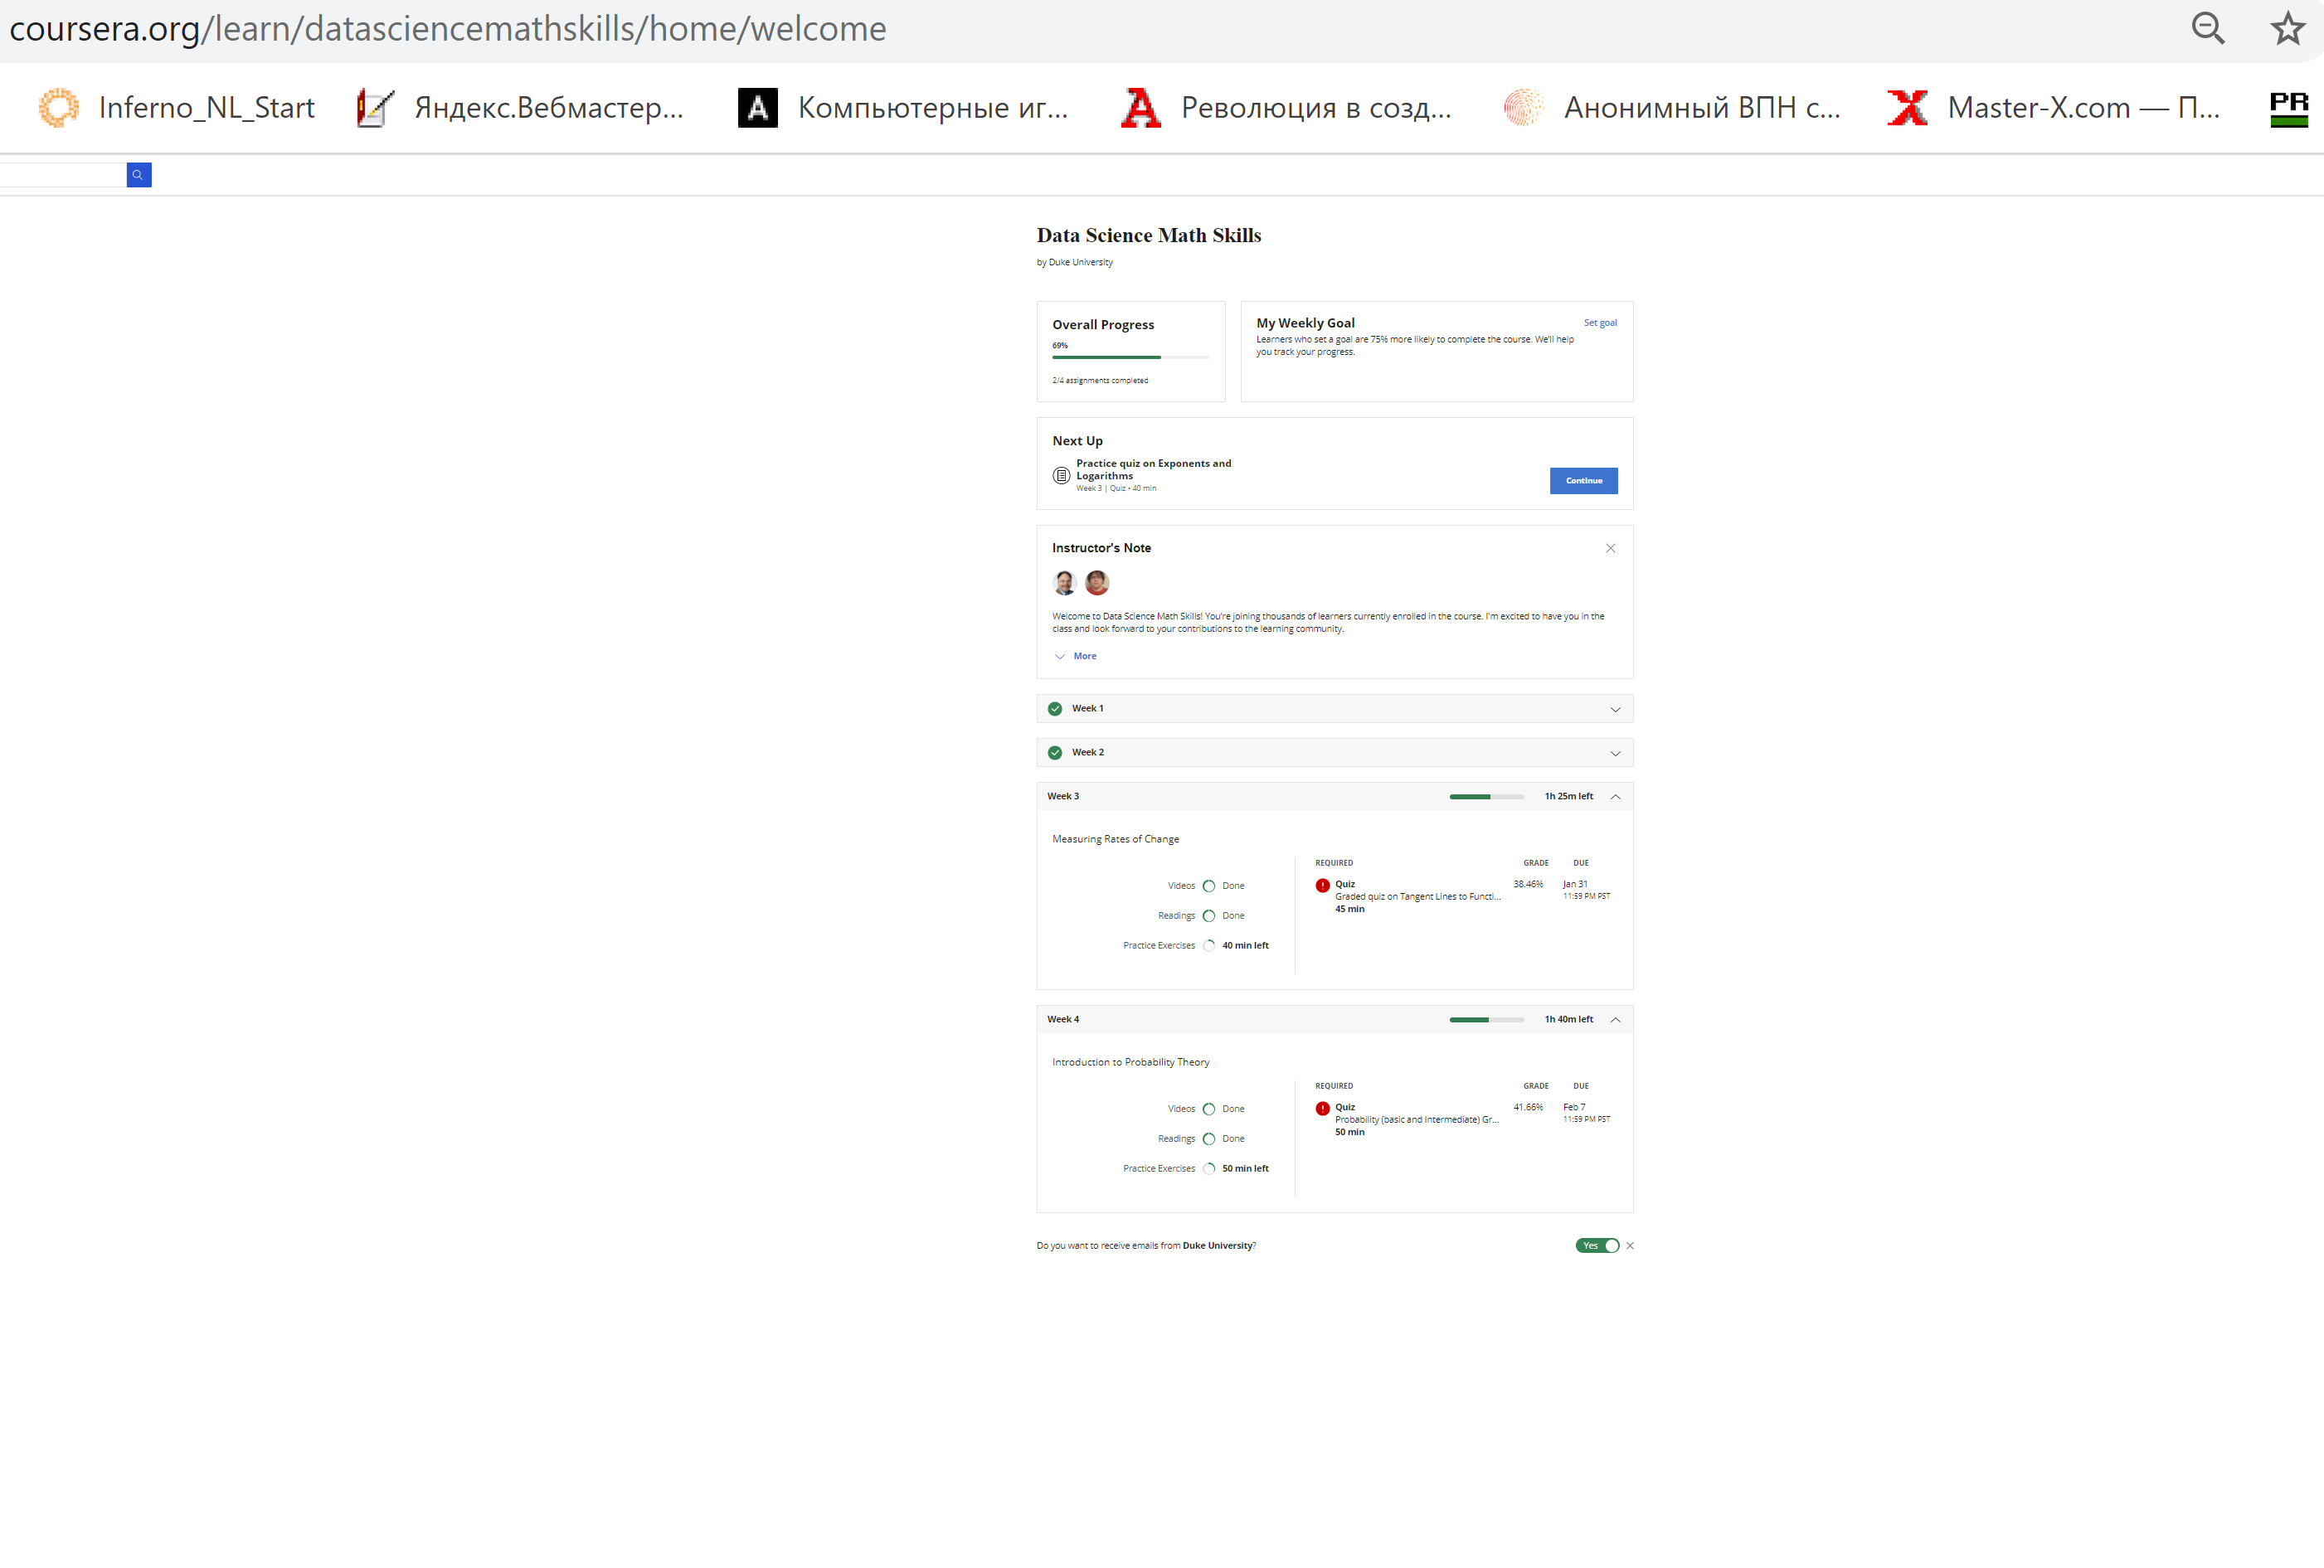 coursera.org/learn/datasciencemathskills/home/welcome
Inferno_NL_Start Яндекс.Вебмастер... A Компьютерные иг... A Революция в созд... Анонимный ВПН с... X Master-X.com — П... PR
Data Science Math Skills
by Duke University
Overall Progress
69%
2/4 assignments completed
My Weekly Goal
Set goal
Learners who set a goal are 75% more likely to complete the course. We'll help
you track your progress.
Next Up
Practice quiz on Exponents and
Logarithms
Week 3 | Quiz • 40 min
Continue
Instructor's Note
Welcome to Data Science Math Skills! You're joining thousands of learners currently enrolled in the course. I'm excited to have you in the
class and look forward to your contributions to the learning community.
More
Week 1
Week 2
Week 3 1h 25m left
Measuring Rates of Change
Videos Done
Readings Done
Practice Exercises 40 min left
REQUIRED GRADE DUE
Quiz 38.46% Jan 31
Graded quiz on Tangent Lines to Functi... 11:59 PM PST
45 min
Week 4 1h 40m left
Introduction to Probability Theory
Videos Done
Readings Done
Practice Exercises 50 min left
REQUIRED GRADE DUE
Quiz 41.66% Feb 7
Probability (basic and Intermediate) Gr... 11:59 PM PST
50 min
Do you want to receive emails from Duke University? Yes